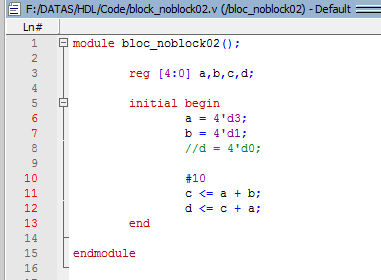 F:/DATAS/HDL/Code/block_noblock02.v (/bloc_noblock02) - Default
Ln#
1 module bloc_noblock02();
2
3 reg [4:0] a,b,c,d;
4
5 initial begin
6 a = 4'd3;
7 b = 4'd1;
8 //d = 4'd0;
9
10 #10
11 c <= a + b;
12 d <= c + a;
13 end
14
15 endmodule
16